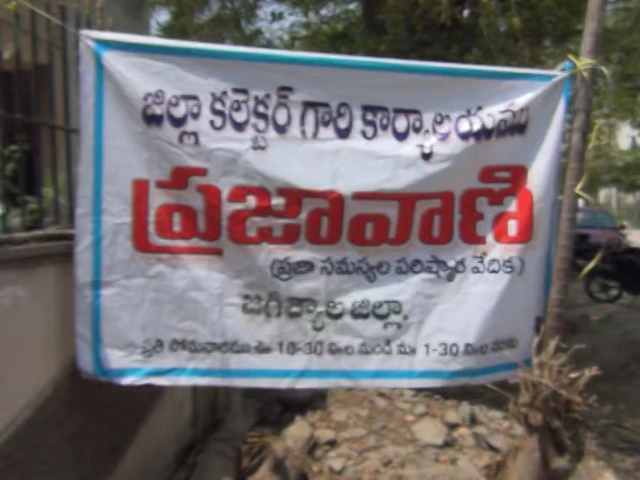 జిల్లా కలెక్టర్ గారి కార్యాలయము
ప్రజావాణి
(ప్రజా సమస్యల పరిష్కార వేదిక)
జగిత్యాల జిల్లా.
ప్రతి సోమవారము ఉ॥ 10-30 ని॥ల నుండి మ॥ 1-30 ని॥ల వరకు